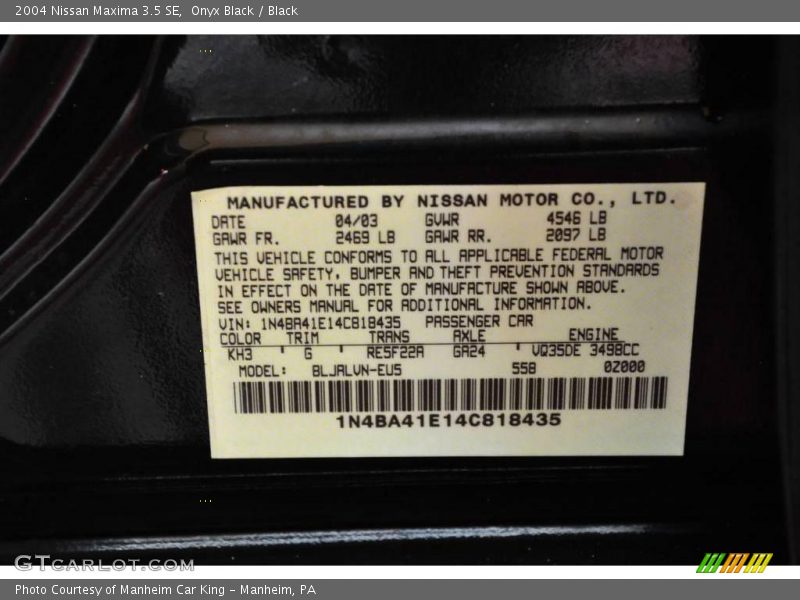 2004 Nissan Maxima 3.5 SE,  Onyx Black / Black
MANUFACTURED BY NISSAN MOTOR CO., LTD.
DATE 04/03 GVWR 4546 LB
GAWR FR. 2469 LB GAWR RR. 2097 LB
THIS VEHICLE CONFORMS TO ALL APPLICABLE FEDERAL MOTOR
VEHICLE SAFETY, BUMPER AND THEFT PREVENTION STANDARDS
IN EFFECT ON THE DATE OF MANUFACTURE SHOWN ABOVE.
SEE OWNERS MANUAL FOR ADDITIONAL INFORMATION.
VIN: 1N4BA41E14C818435 PASSENGER CAR
COLOR TRIM TRANS AXLE ENGINE
KH3 G RE5F22A GA24 VQ35DE 3498CC
MODEL: BLJALVN-EU5 558 0Z000
1N4BA41E14C818435
GTcarlot.com
Photo Courtesy of Manheim Car King - Manheim, PA